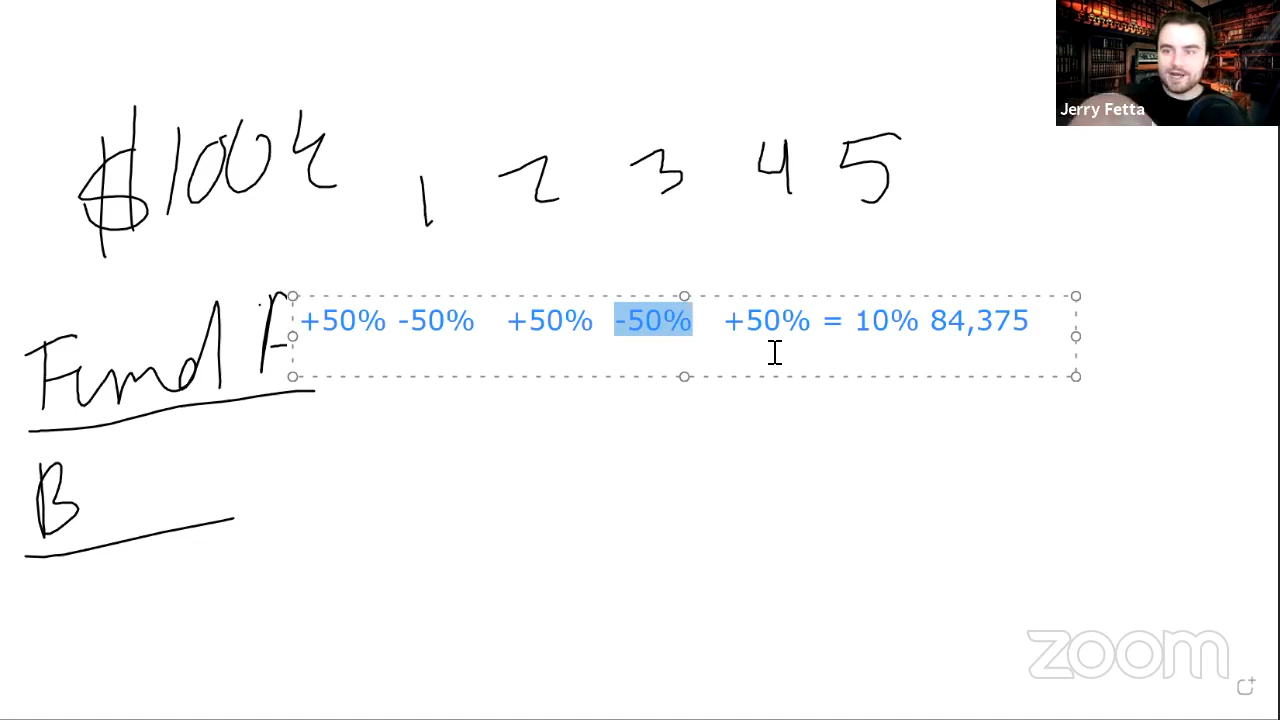 Jerry Fetta
$100k 1 2 3 4 5
Fund A
+50% -50% +50% -50% +50% = 10% 84,375
B
zoom